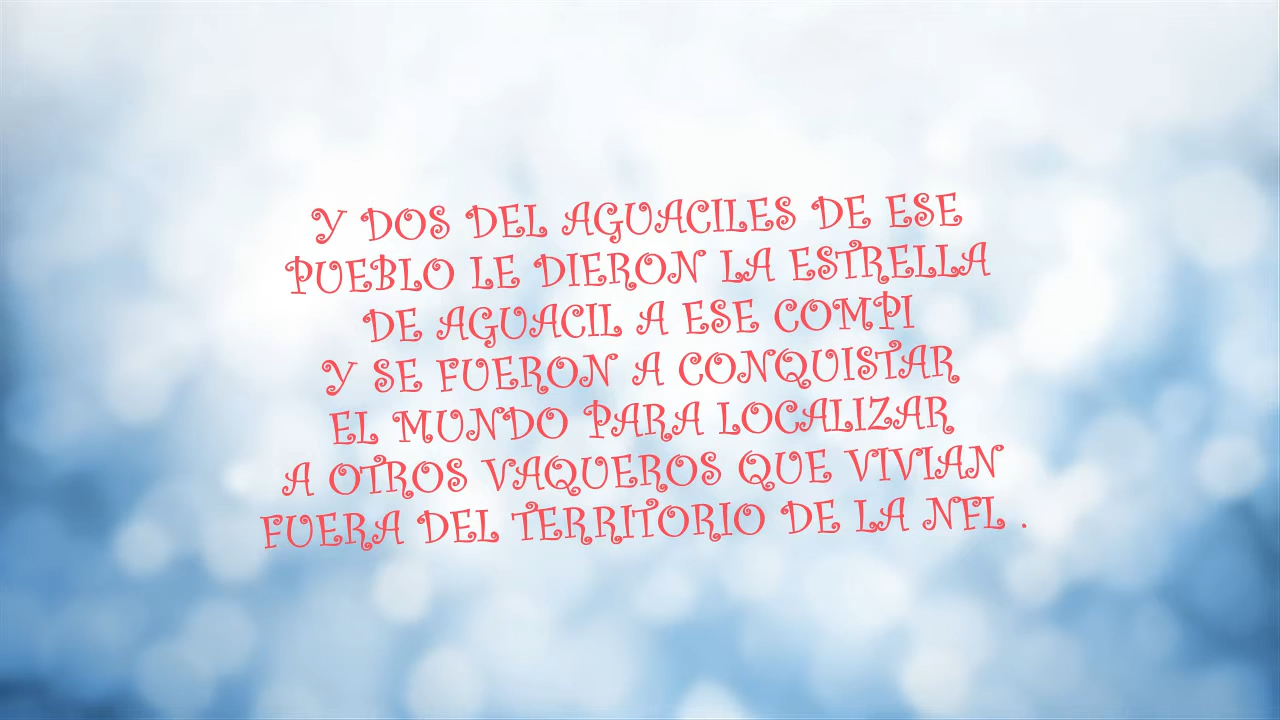 Y DOS DEL AGUACILES DE ESE
PUEBLO LE DIERON LA ESTRELLA
DE AGUACIL A ESE COMPI
Y SE FUERON A CONQUISTAR
EL MUNDO PARA LOCALIZAR
A OTROS VAQUEROS QUE VIVIAN
FUERA DEL TERRITORIO DE LA NFL .